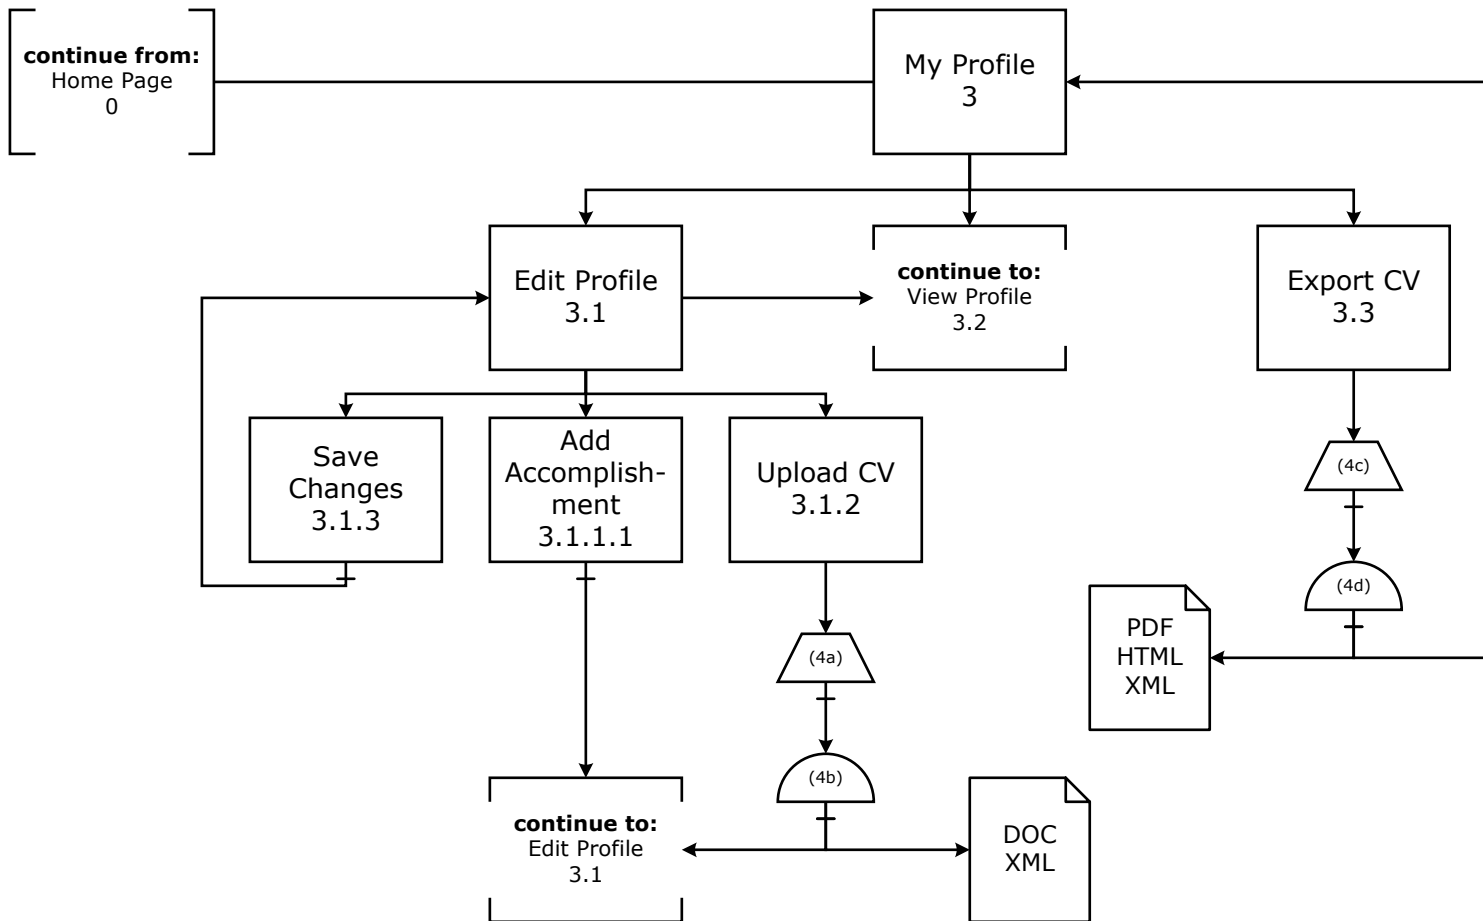 continue from:
Home Page
0
My Profile
3
Edit Profile
3.1
continue to:
View Profile
3.2
Export CV
3.3
Save
Changes
3.1.3
Add
Accomplish-
ment
3.1.1.1
Upload CV
3.1.2
(4c)
(4d)
PDF
HTML
XML
(4a)
(4b)
continue to:
Edit Profile
3.1
DOC
XML